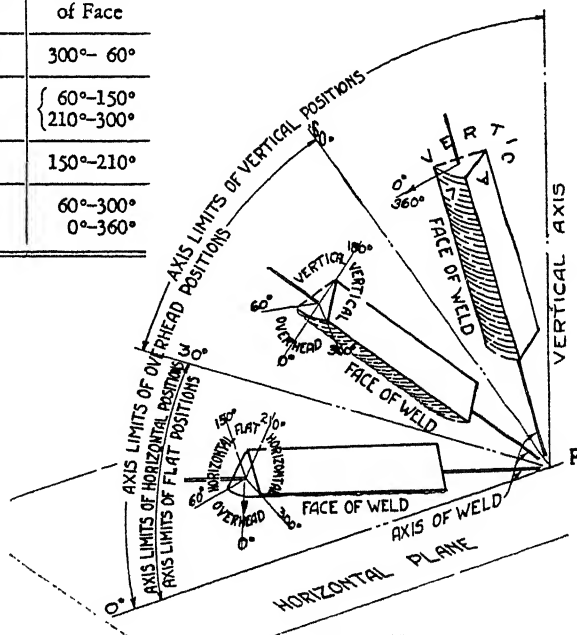 of Face
300°– 60°
60°–150°
210°–300°
150°–210°
60°–300°
0°–360°
AXIS LIMITS OF VERTICAL POSITIONS
AXIS LIMITS OF OVERHEAD POSITIONS
AXIS LIMITS OF HORIZONTAL POSITIONS
AXIS LIMITS OF FLAT POSITIONS
VERTICAL
0°
360°
FACE OF WELD
VERTICAL AXIS
VERTICAL
VERTICAL
60°
OVERHEAD
0°
360°
FACE OF WELD
30°
150°
FLAT
210°
HORIZONTAL
HORIZONTAL
60°
OVERHEAD
300°
0°
FACE OF WELD
AXIS OF WELD
HORIZONTAL PLANE
0°